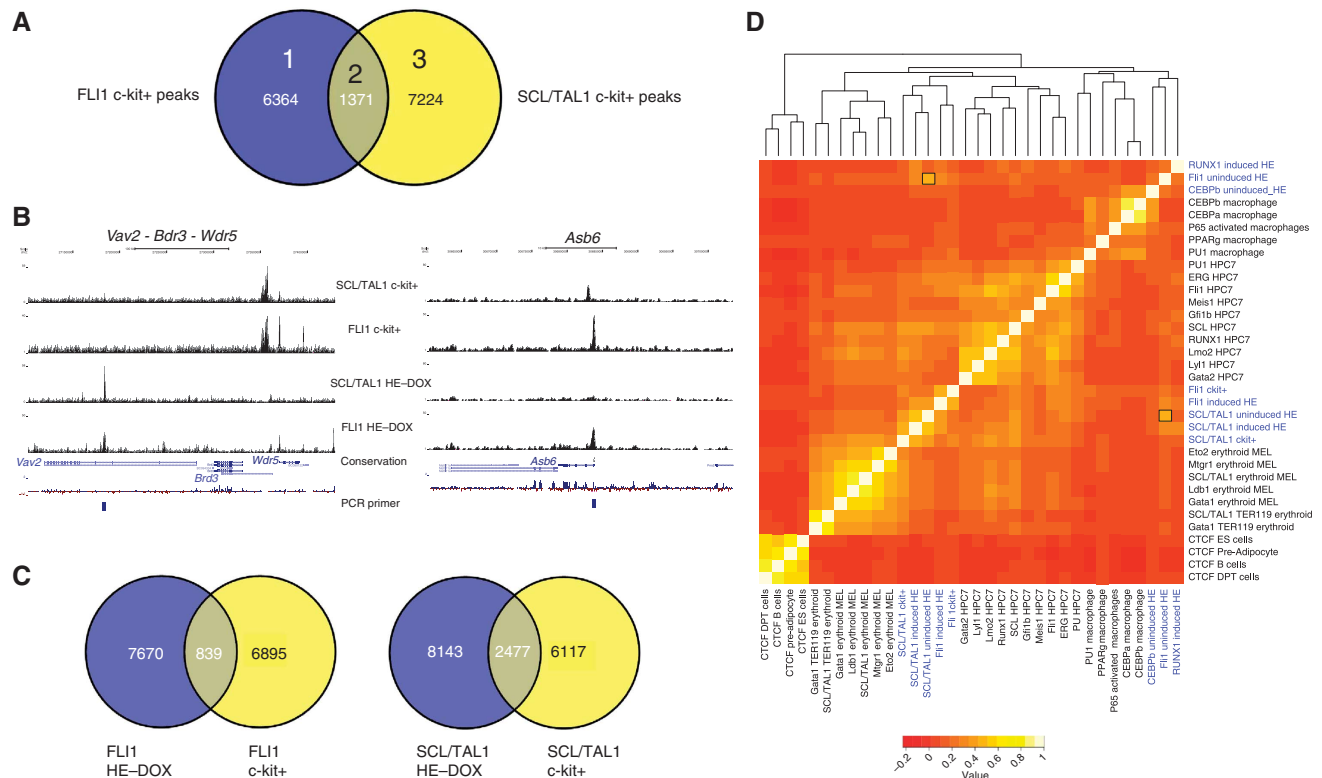 A
1
2
3
FLI1 c-kit+ peaks
6364
1371
7224
SCL/TAL1 c-kit+ peaks
B
Vav2 - Bdr3 - Wdr5
Asb6
SCL/TAL1 c-kit+
FLI1 c-kit+
SCL/TAL1 HE–DOX
FLI1 HE–DOX
Vav2
Wdr5
Brd3
Conservation
Asb6
PCR primer
C
7670
839
6895
FLI1
HE–DOX
FLI1
c-kit+
8143
2477
6117
SCL/TAL1
HE–DOX
SCL/TAL1
c-kit+
D
RUNX1 induced HE
Fli1 uninduced HE
CEBPb uninduced_HE
CEBPb macrophage
CEBPa macrophage
P65 activated macrophages
PPARg macrophage
PU1 macrophage
PU1 HPC7
ERG HPC7
Fli1 HPC7
Meis1 HPC7
Gfi1b HPC7
SCL HPC7
RUNX1 HPC7
Lmo2 HPC7
Lyl1 HPC7
Gata2 HPC7
Fli1 ckit+
Fli1 induced HE
SCL/TAL1 uninduced HE
SCL/TAL1 induced HE
SCL/TAL1 ckit+
Eto2 erythroid MEL
Mtgr1 erythroid MEL
SCL/TAL1 erythroid MEL
Ldb1 erythroid MEL
Gata1 erythroid MEL
SCL/TAL1 TER119 erythroid
Gata1 TER119 erythroid
CTCF ES cells
CTCF Pre-Adipocyte
CTCF B cells
CTCF DPT cells
CTCF DPT cells
CTCF B cells
CTCF pre-adipocyte
CTCF ES cells
Gata1 TER119 erythroid
SCL/TAL1 TER119 erythroid
Gata1 erythroid MEL
Ldb1 erythroid MEL
SCL/TAL1 erythroid MEL
Mtgr1 erythroid MEL
Eto2 erythroid MEL
SCL/TAL1 ckit+
SCL/TAL1 induced HE
SCL/TAL1 uninduced HE
Fli1 induced HE
Fli 1ckit+
Gata2 HPC7
Lyl1 HPC7
Lmo2 HPC7
Runx1 HPC7
SCL HPC7
Gfi1b HPC7
Meis1 HPC7
Fli1 HPC7
ERG HPC7
PU HPC7
PU1 macrophage
PPARg macrophage
P65 activated macrophages
CEBPa macrophage
CEBPb macrophage
CEBPb uninduced HE
Fli1 uninduced HE
RUNX1 induced HE
–0.2 0 0.2 0.4 0.6 0.8 1
Value